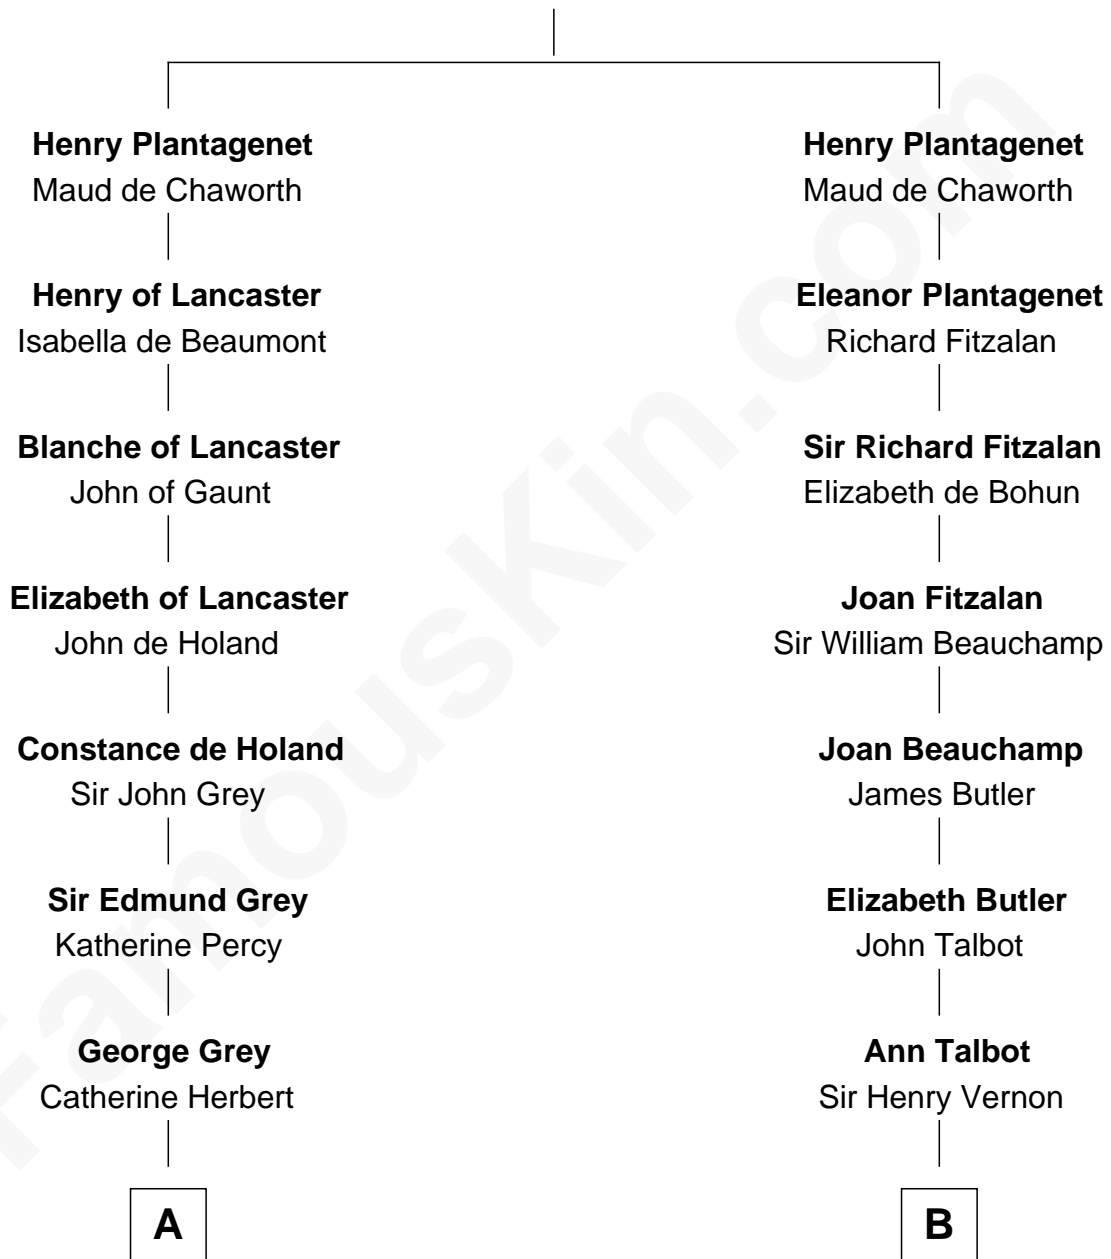 Henry Plantagenet
Maud de Chaworth
Henry of Lancaster
Isabella de Beaumont
Blanche of Lancaster
John of Gaunt
Elizabeth of Lancaster
John de Holand
Constance de Holand
Sir John Grey
Sir Edmund Grey
Katherine Percy
George Grey
Catherine Herbert
A
Henry Plantagenet
Maud de Chaworth
Eleanor Plantagenet
Richard Fitzalan
Sir Richard Fitzalan
Elizabeth de Bohun
Joan Fitzalan
Sir William Beauchamp
Joan Beauchamp
James Butler
Elizabeth Butler
John Talbot
Ann Talbot
Sir Henry Vernon
B
FamousKin.com